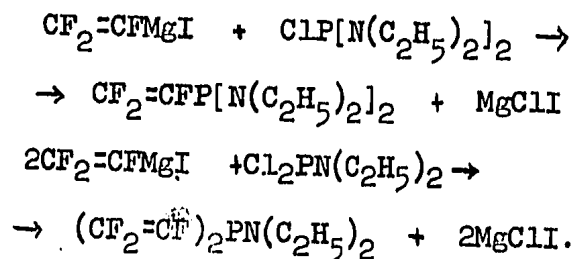 CF₂=CFMgI + ClP[N(C₂H₅)₂]₂ →
→ CF₂=CFP[N(C₂H₅)₂]₂ + MgClI
2CF₂=CFMgI +Cl₂PN(C₂H₅)₂→
→ (CF₂=CF)₂PN(C₂H₅)₂ + 2MgClI.